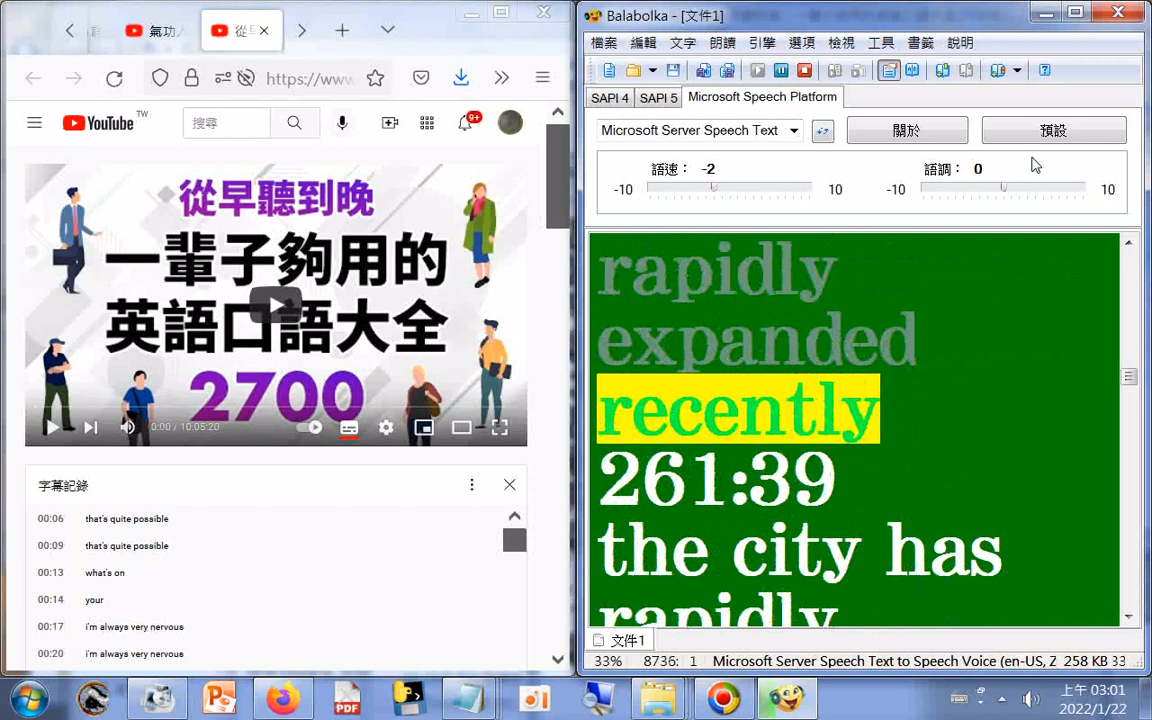 氣功
從
https://www
YouTube TW
搜尋
9+
從早聽到晚
一輩子夠用的
英語口語大全
2700
0:00 / 10:05:20
字幕記錄
00:06 that's quite possible
00:09 that's quite possible
00:13 what's on
00:14 your
00:17 i'm always very nervous
00:20 i'm always very nervous
Balabolka - [文件1]
檔案 編輯 文字 朗讀 引擎 選項 檢視 工具 書籤 說明
SAPI 4 SAPI 5 Microsoft Speech Platform
Microsoft Server Speech Text 關於 預設
語速： -2 語調： 0
-10 10 -10 10
rapidly
expanded
recently
261:39
the city has
rapidly
文件1
33% 8736: 1 Microsoft Server Speech Text to Speech Voice (en-US, Z 258 KB 33
PDF
上午 03:01
2022/1/22